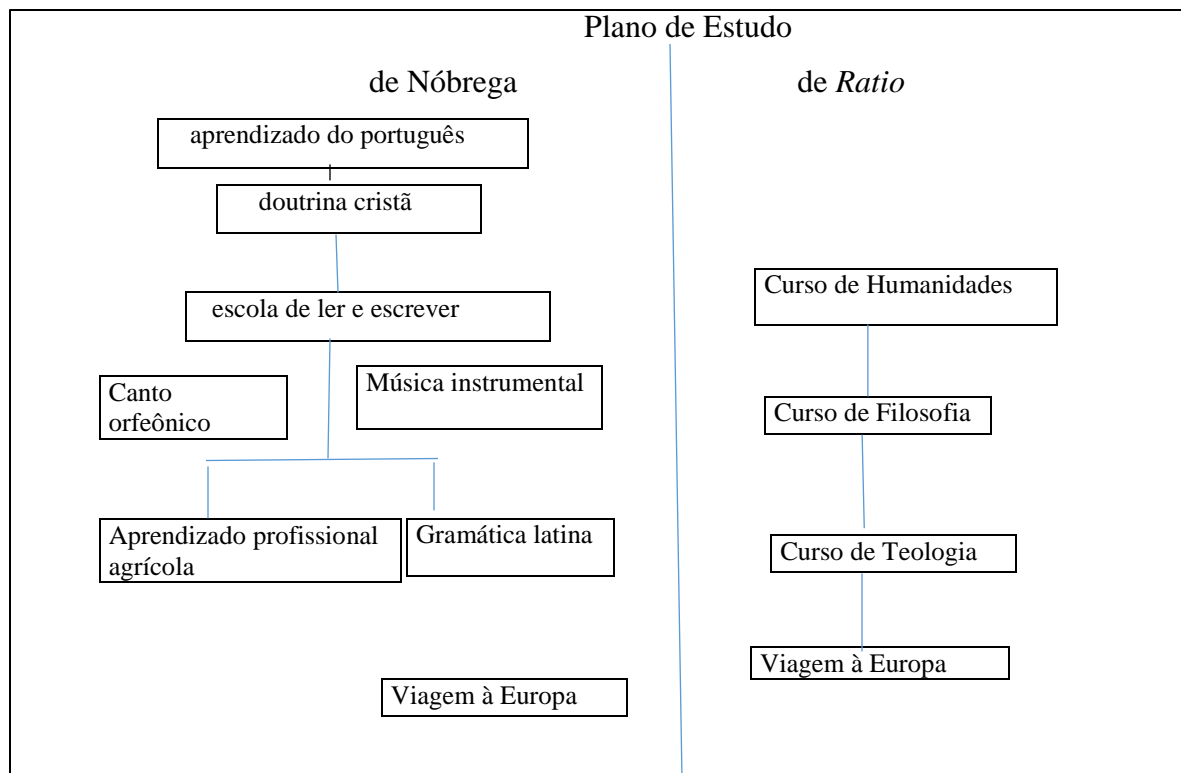 Plano de Estudo
de Nóbrega
de Ratio
aprendizado do português
doutrina cristã
escola de ler e escrever
Canto
orfeônico
Música instrumental
Aprendizado profissional
agrícola
Gramática latina
Viagem à Europa
Curso de Humanidades
Curso de Filosofia
Curso de Teologia
Viagem à Europa